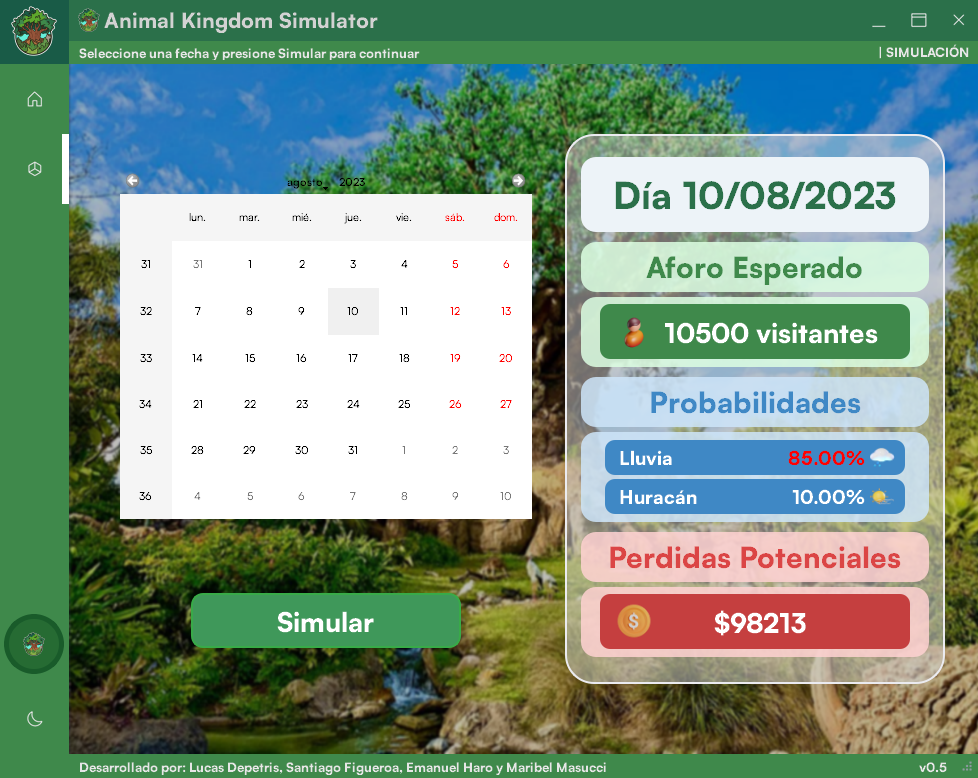 Animal Kingdom Simulator
Seleccione una fecha y presione Simular para continuar
| SIMULACIÓN
agosto 2023
lun. mar. mié. jue. vie. sáb. dom.
31 31 1 2 3 4 5 6
32 7 8 9 10 11 12 13
33 14 15 16 17 18 19 20
34 21 22 23 24 25 26 27
35 28 29 30 31 1 2 3
36 4 5 6 7 8 9 10
Simular
Día 10/08/2023
Aforo Esperado
10500 visitantes
Probabilidades
Lluvia 85.00%
Huracán 10.00%
Perdidas Potenciales
$98213
Desarrollado por: Lucas Depetris, Santiago Figueroa, Emanuel Haro y Maribel Masucci
v0.5